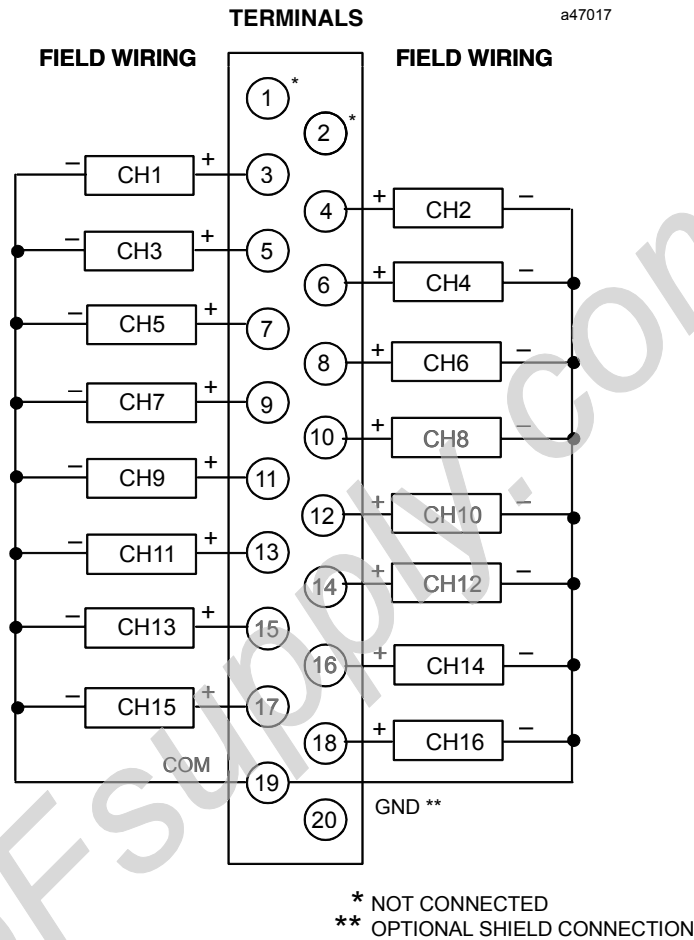 TERMINALS
a47017
FIELD WIRING
FIELD WIRING
1 *
2 *
− CH1 + 3
4 + CH2 −
− CH3 + 5
6 + CH4 −
− CH5 + 7
8 + CH6 −
− CH7 + 9
10 + CH8 −
− CH9 + 11
12 + CH10 −
− CH11 + 13
14 + CH12 −
− CH13 + 15
16 + CH14 −
− CH15 + 17
18 + CH16 −
COM 19
20 GND **
* NOT CONNECTED
** OPTIONAL SHIELD CONNECTION
Fsupply.com